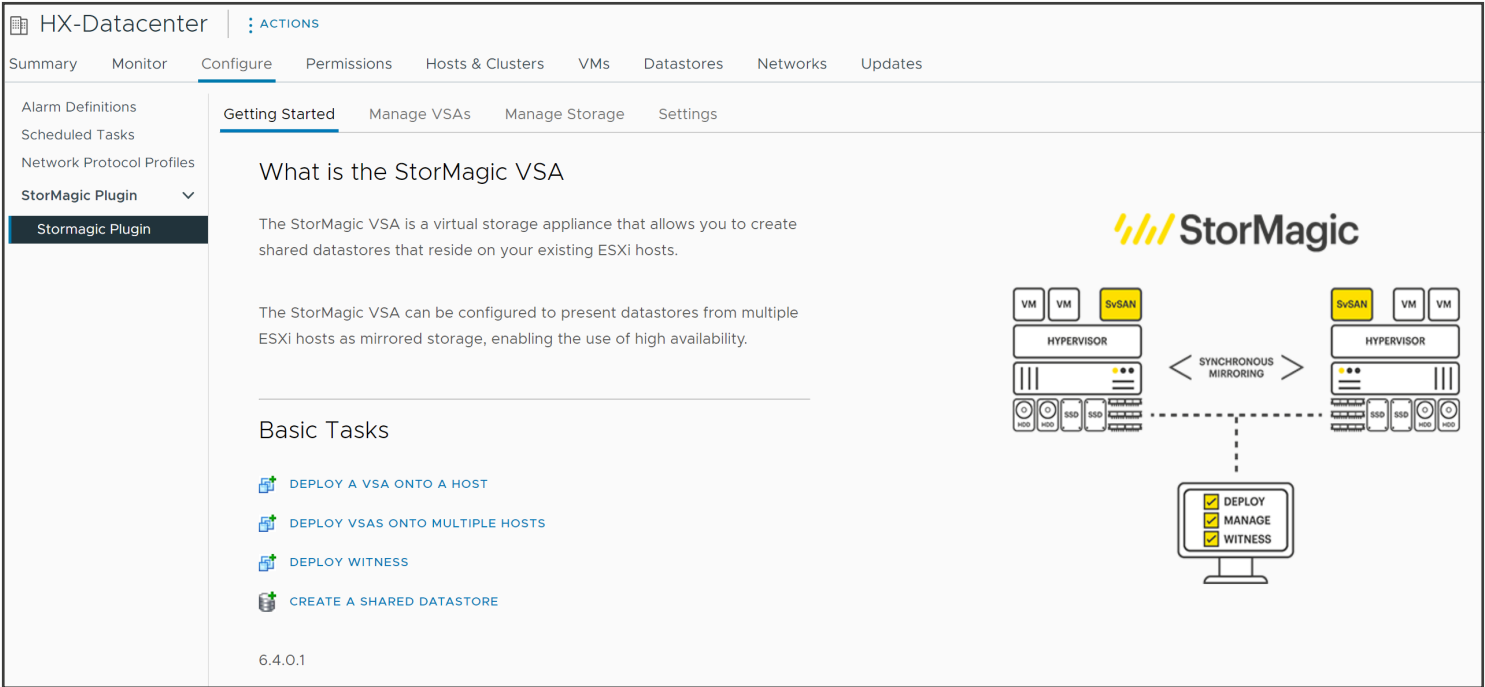 HX-Datacenter
ACTIONS
Summary Monitor Configure Permissions Hosts & Clusters VMs Datastores Networks Updates
Alarm Definitions
Scheduled Tasks
Network Protocol Profiles
StorMagic Plugin
Stormagic Plugin
Getting Started Manage VSAs Manage Storage Settings
What is the StorMagic VSA
The StorMagic VSA is a virtual storage appliance that allows you to create
shared datastores that reside on your existing ESXi hosts.
The StorMagic VSA can be configured to present datastores from multiple
ESXi hosts as mirrored storage, enabling the use of high availability.
Basic Tasks
DEPLOY A VSA ONTO A HOST
DEPLOY VSAS ONTO MULTIPLE HOSTS
DEPLOY WITNESS
CREATE A SHARED DATASTORE
6.4.0.1
StorMagic
VM VM SvSAN
HYPERVISOR
HDD HDD SSD SSD
SYNCHRONOUS
MIRRORING
SvSAN VM VM
HYPERVISOR
SSD SSD HDD HDD
DEPLOY
MANAGE
WITNESS